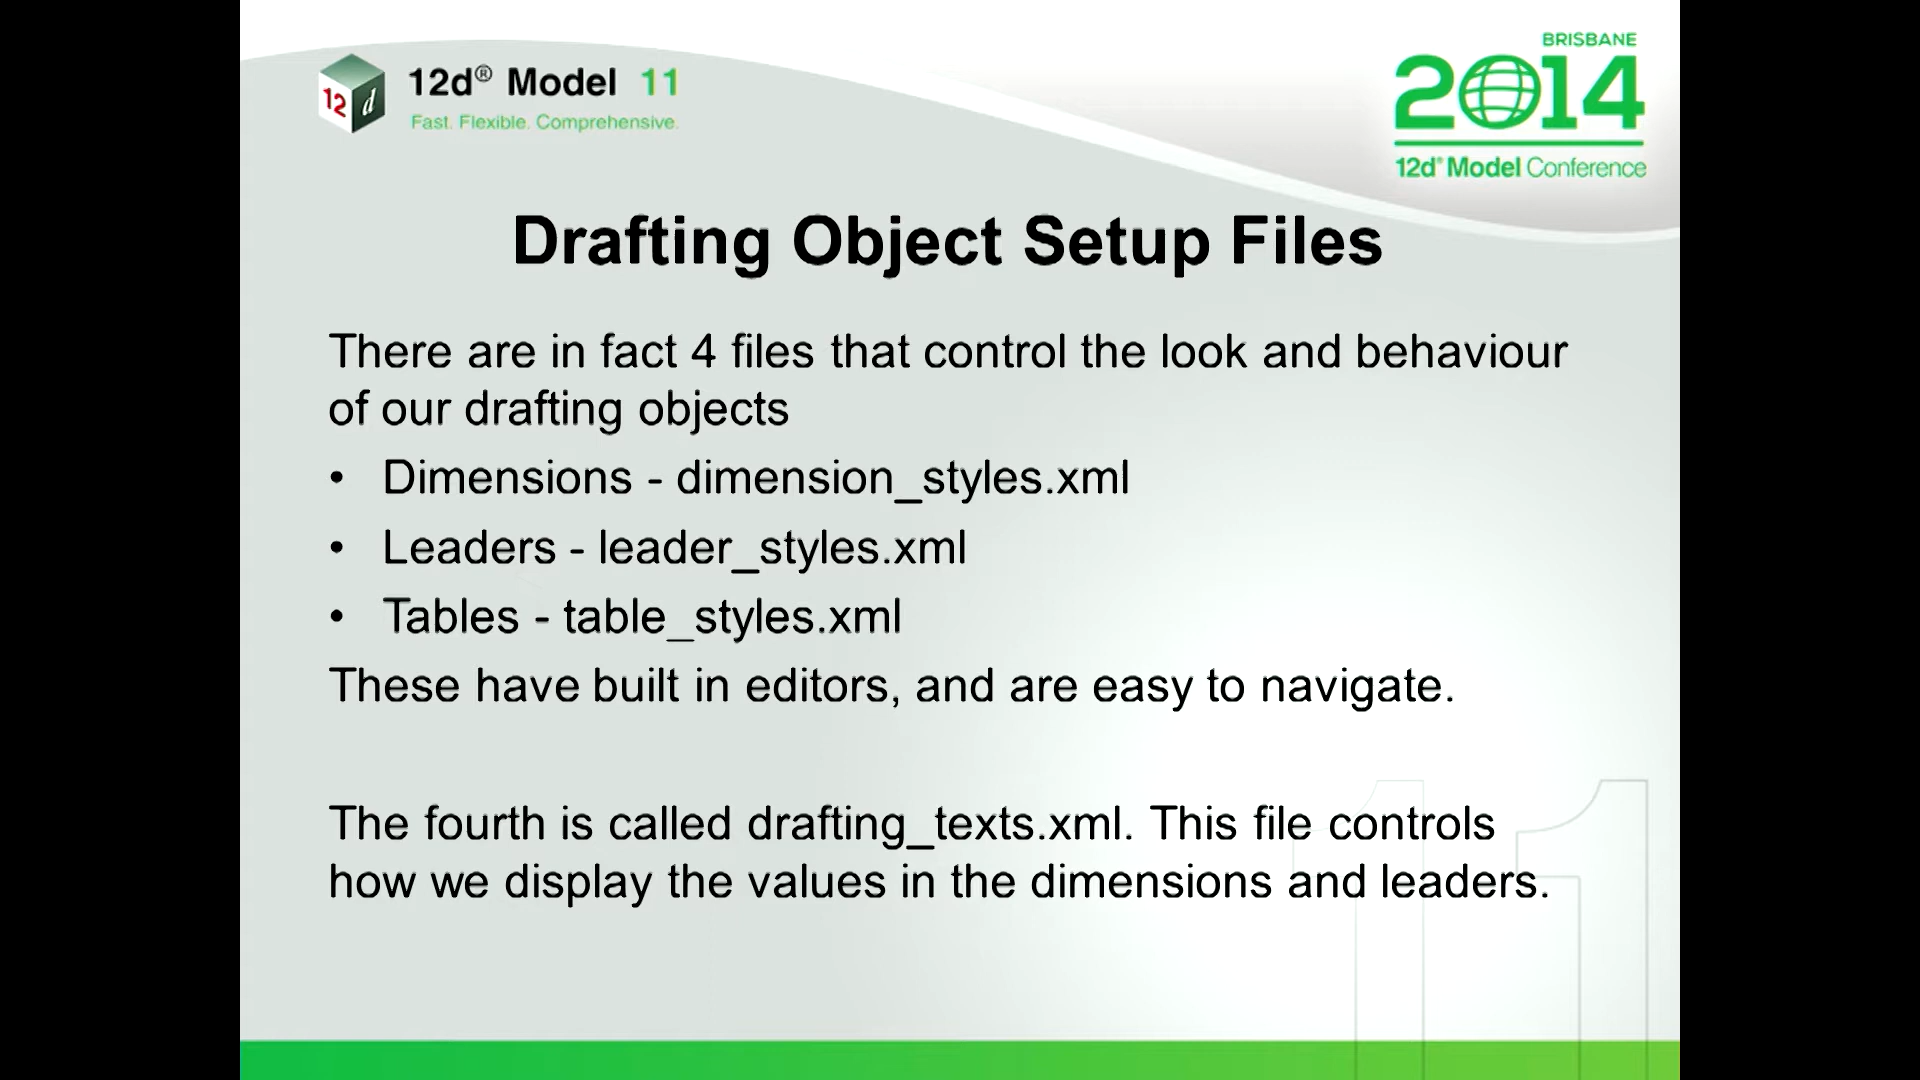 12d® Model 11
Fast. Flexible. Comprehensive.
12 d
BRISBANE
2014
12d® Model Conference
Drafting Object Setup Files
There are in fact 4 files that control the look and behaviour
of our drafting objects
• Dimensions - dimension_styles.xml
• Leaders - leader_styles.xml
• Tables - table_styles.xml
These have built in editors, and are easy to navigate.
The fourth is called drafting_texts.xml. This file controls
how we display the values in the dimensions and leaders.
11